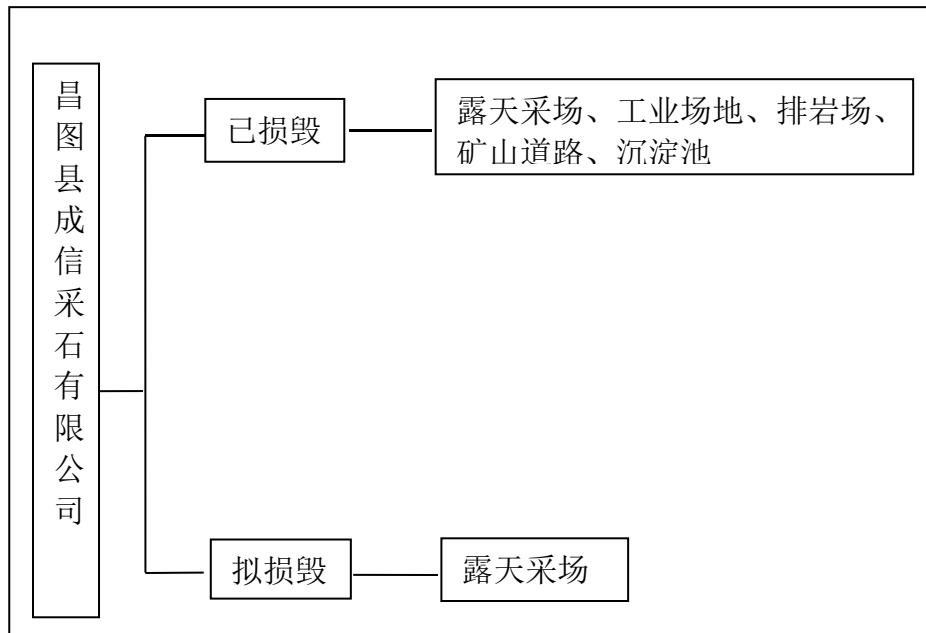 昌图县成信采石有限公司
已损毁
露天采场、工业场地、排岩场、
矿山道路、沉淀池
拟损毁
露天采场